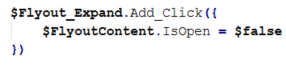 $Flyout_Expand.Add_Click({
    $FlyoutContent.IsOpen = $false
})